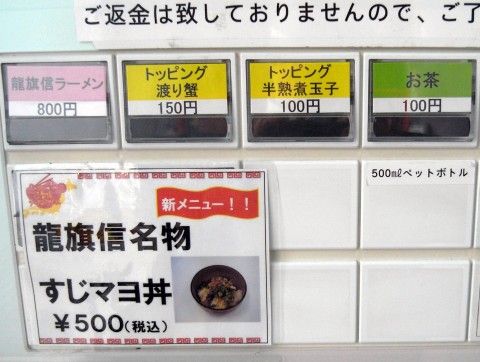 ご返金は致しておりませんので、ご了
龍旗信ラーメン
800円
トッピング
渡り蟹
150円
トッピング
半熟煮玉子
100円
お茶
100円
500mlペットボトル
新メニュー！！
龍旗信名物
すじマヨ丼
￥500(税込)